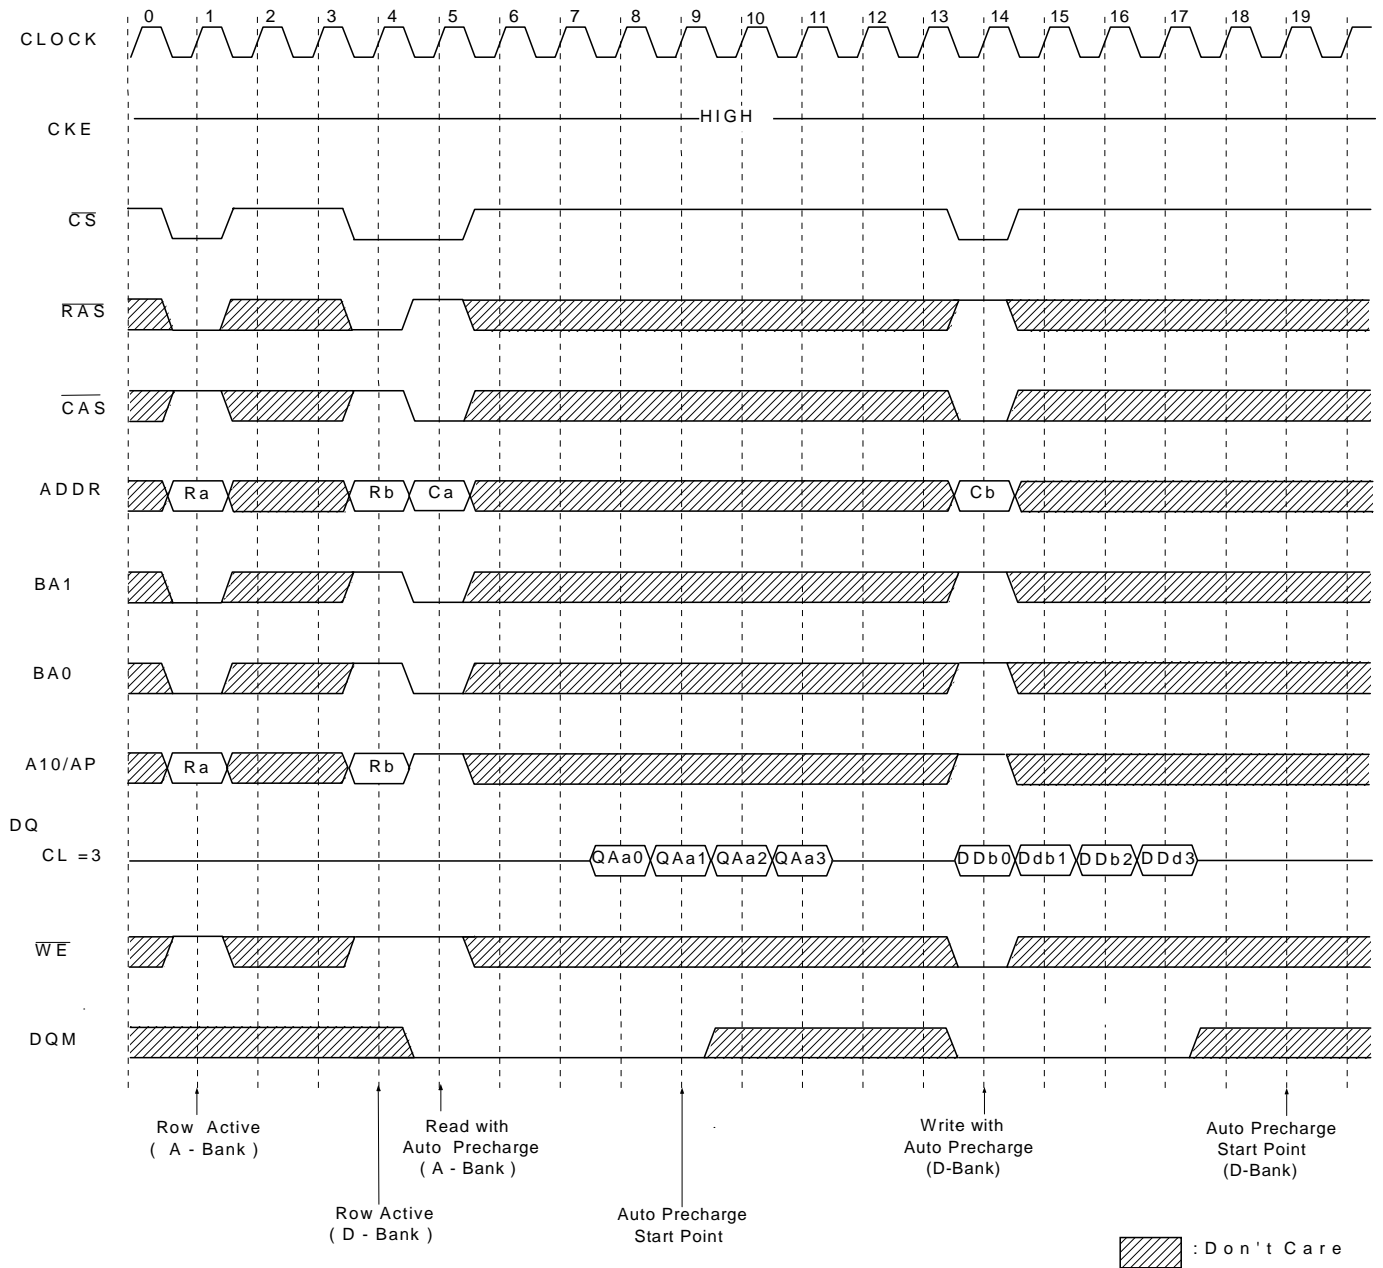 0 1 2 3 4 5 6 7 8 9 10 11 12 13 14 15 16 17 18 19
CLOCK
CKE HIGH
CS
RAS
CAS
ADDR Ra Rb Ca Cb
BA1
BA0
A10/AP Ra Rb
DQ
CL =3 QAa0 QAa1 QAa2 QAa3 DDb0 Ddb1 DDb2 DDd3
WE
DQM
Row Active
( A - Bank )
Read with
Auto Precharge
( A - Bank )
Write with
Auto Precharge
(D-Bank)
Auto Precharge
Start Point
(D-Bank)
Row Active
( D - Bank )
Auto Precharge
Start Point
: Don't Care